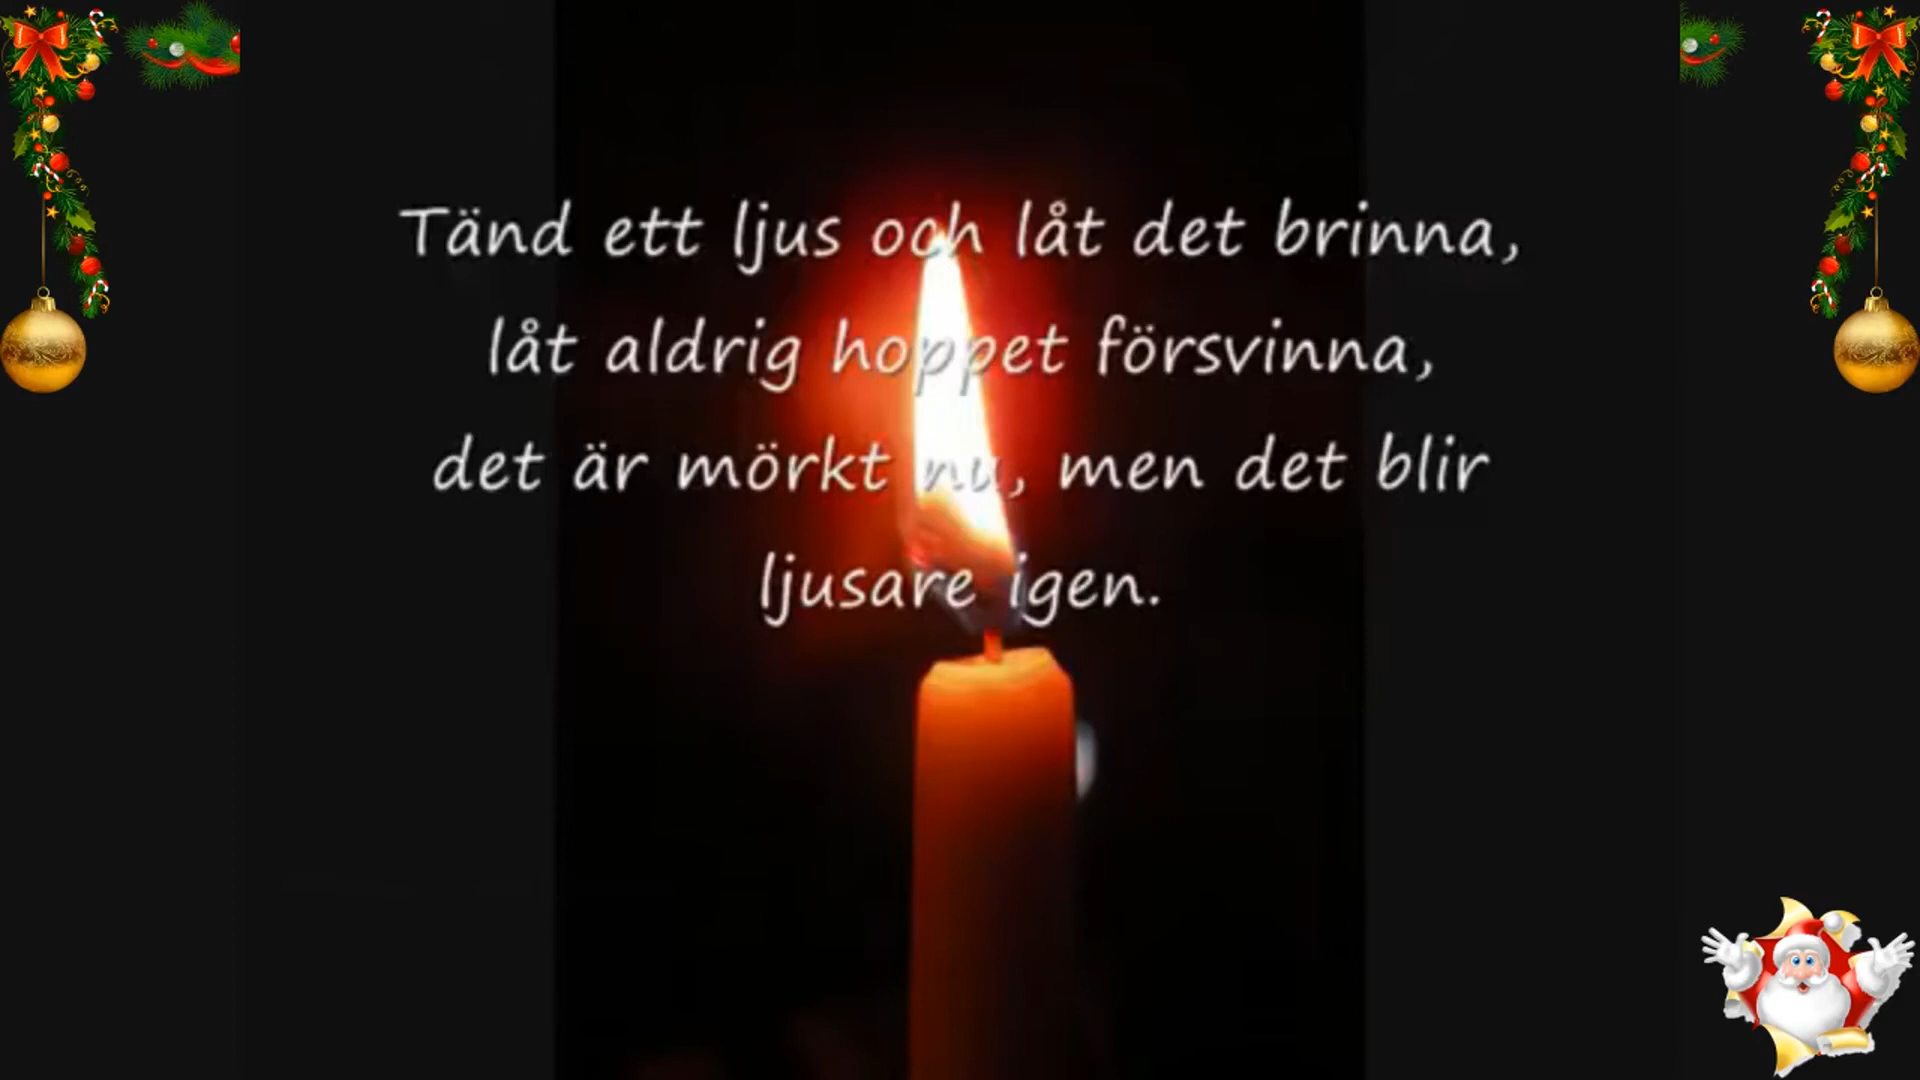 Tänd ett ljus och låt det brinna,
låt aldrig hoppet försvinna,
det är mörkt nu, men det blir
ljusare igen.